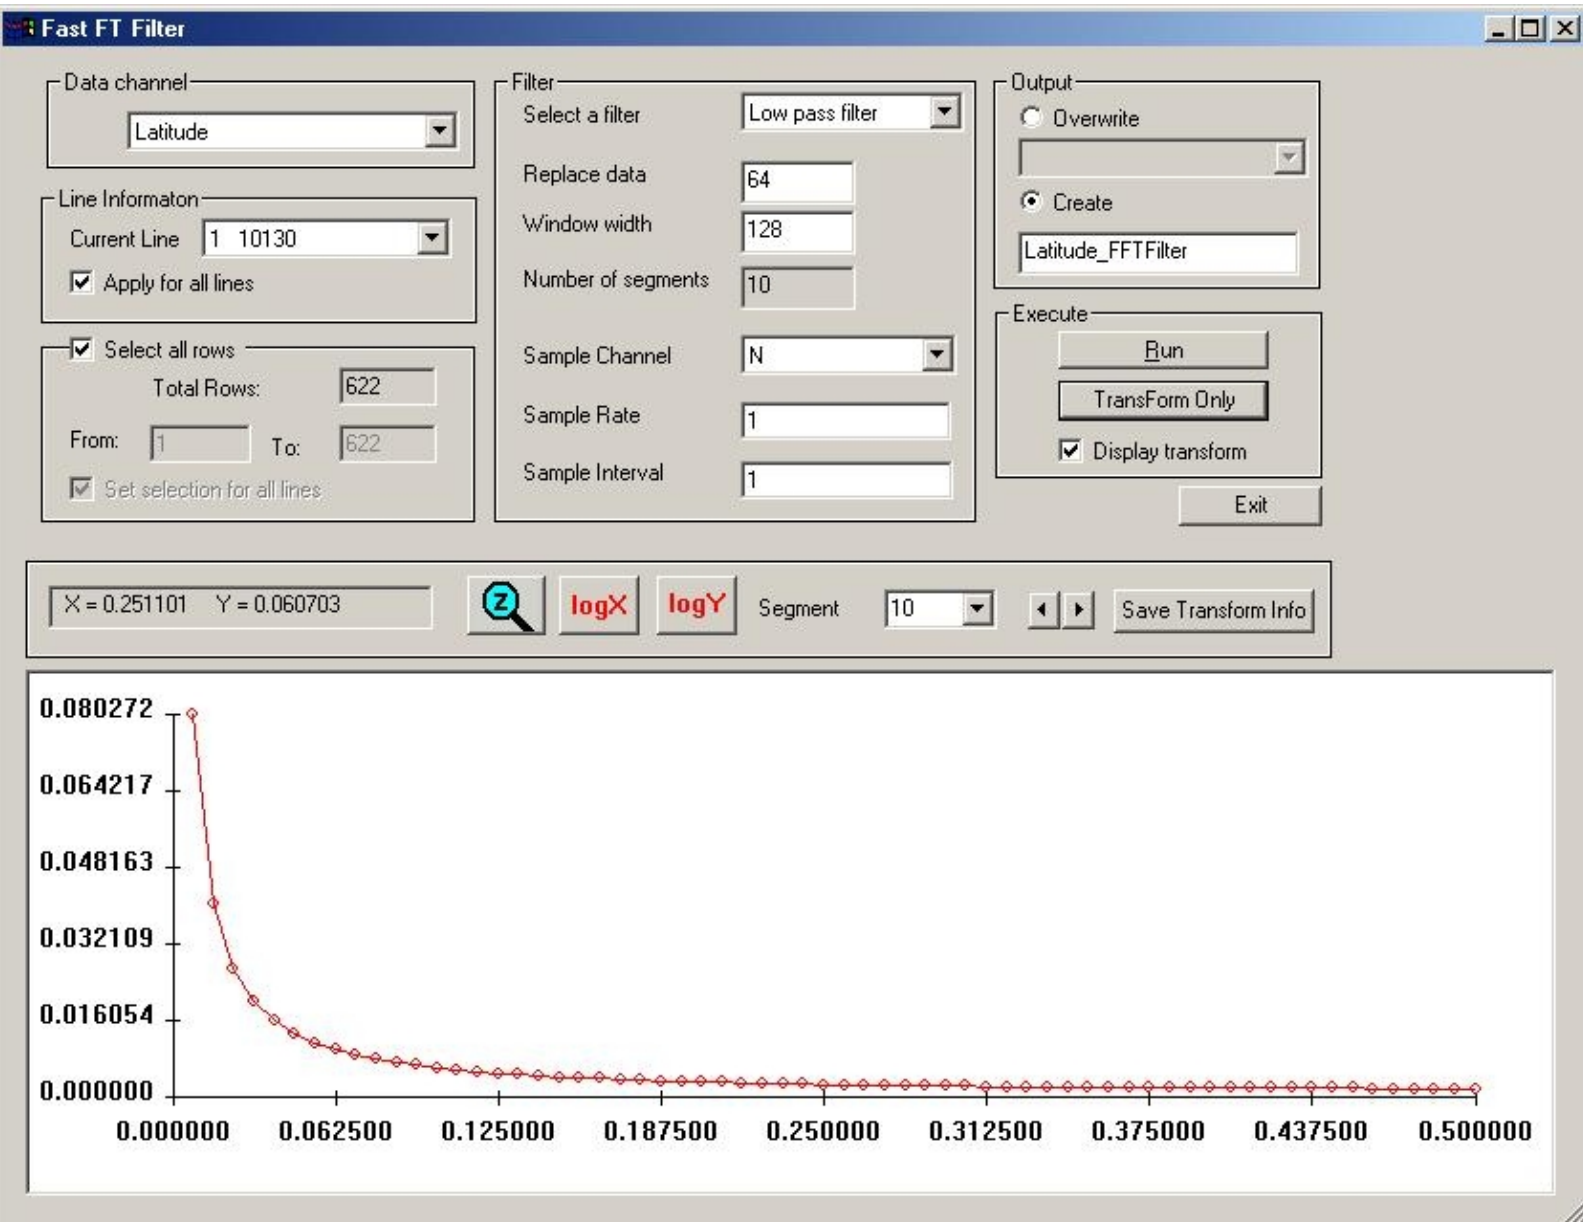 Fast FT Filter
Data channel
Latitude
Line Informaton
Current Line 1 10130
Apply for all lines
Select all rows
Total Rows: 622
From: 1 To: 622
Set selection for all lines
Filter
Select a filter Low pass filter
Replace data 64
Window width 128
Number of segments 10
Sample Channel N
Sample Rate 1
Sample Interval 1
Output
Overwrite
Create
Latitude_FFTFilter
Execute
Run
TransForm Only
Display transform
Exit
X = 0.251101 Y = 0.060703 Z logX logY Segment 10 Save Transform Info
0.080272
0.064217
0.048163
0.032109
0.016054
0.000000
0.000000 0.062500 0.125000 0.187500 0.250000 0.312500 0.375000 0.437500 0.500000